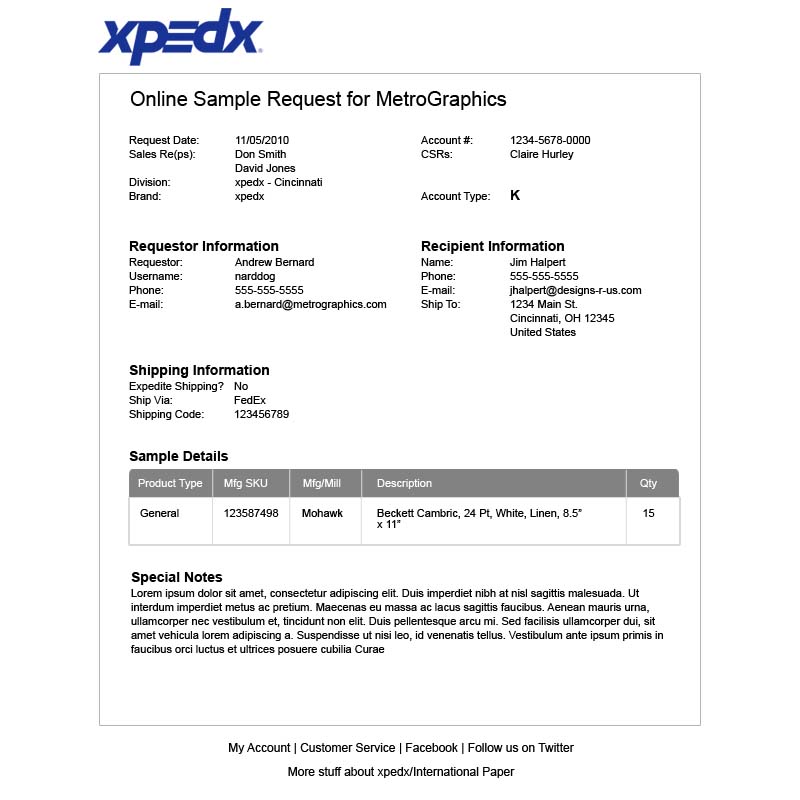 xpedx
Online Sample Request for MetroGraphics
Request Date: 11/05/2010 Account #: 1234-5678-0000
Sales Re(ps): Don Smith CSRs: Claire Hurley
David Jones
Division: xpedx - Cincinnati
Brand: xpedx Account Type: K
Requestor Information Recipient Information
Requestor: Andrew Bernard Name: Jim Halpert
Username: narddog Phone: 555-555-5555
Phone: 555-555-5555 E-mail: jhalpert@designs-r-us.com
E-mail: a.bernard@metrographics.com Ship To: 1234 Main St.
Cincinnati, OH 12345
United States
Shipping Information
Expedite Shipping? No
Ship Via: FedEx
Shipping Code: 123456789
Sample Details
Product Type Mfg SKU Mfg/Mill Description Qty
General 123587498 Mohawk Beckett Cambric, 24 Pt, White, Linen, 8.5” 15
x 11”
Special Notes
Lorem ipsum dolor sit amet, consectetur adipiscing elit. Duis imperdiet nibh at nisl sagittis malesuada. Ut
interdum imperdiet metus ac pretium. Maecenas eu massa ac lacus sagittis faucibus. Aenean mauris urna,
ullamcorper nec vestibulum et, tincidunt non elit. Duis pellentesque arcu mi. Sed facilisis ullamcorper dui, sit
amet vehicula lorem adipiscing a. Suspendisse ut nisi leo, id venenatis tellus. Vestibulum ante ipsum primis in
faucibus orci luctus et ultrices posuere cubilia Curae
My Account | Customer Service | Facebook | Follow us on Twitter
More stuff about xpedx/International Paper